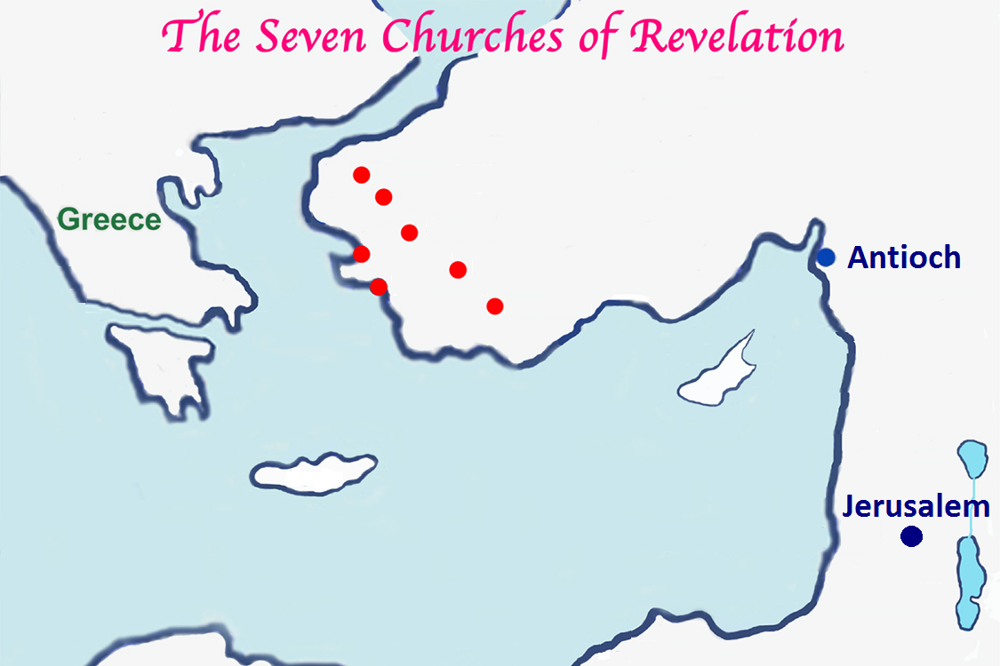 The Seven Churches of Revelation
Greece
Antioch
Jerusalem